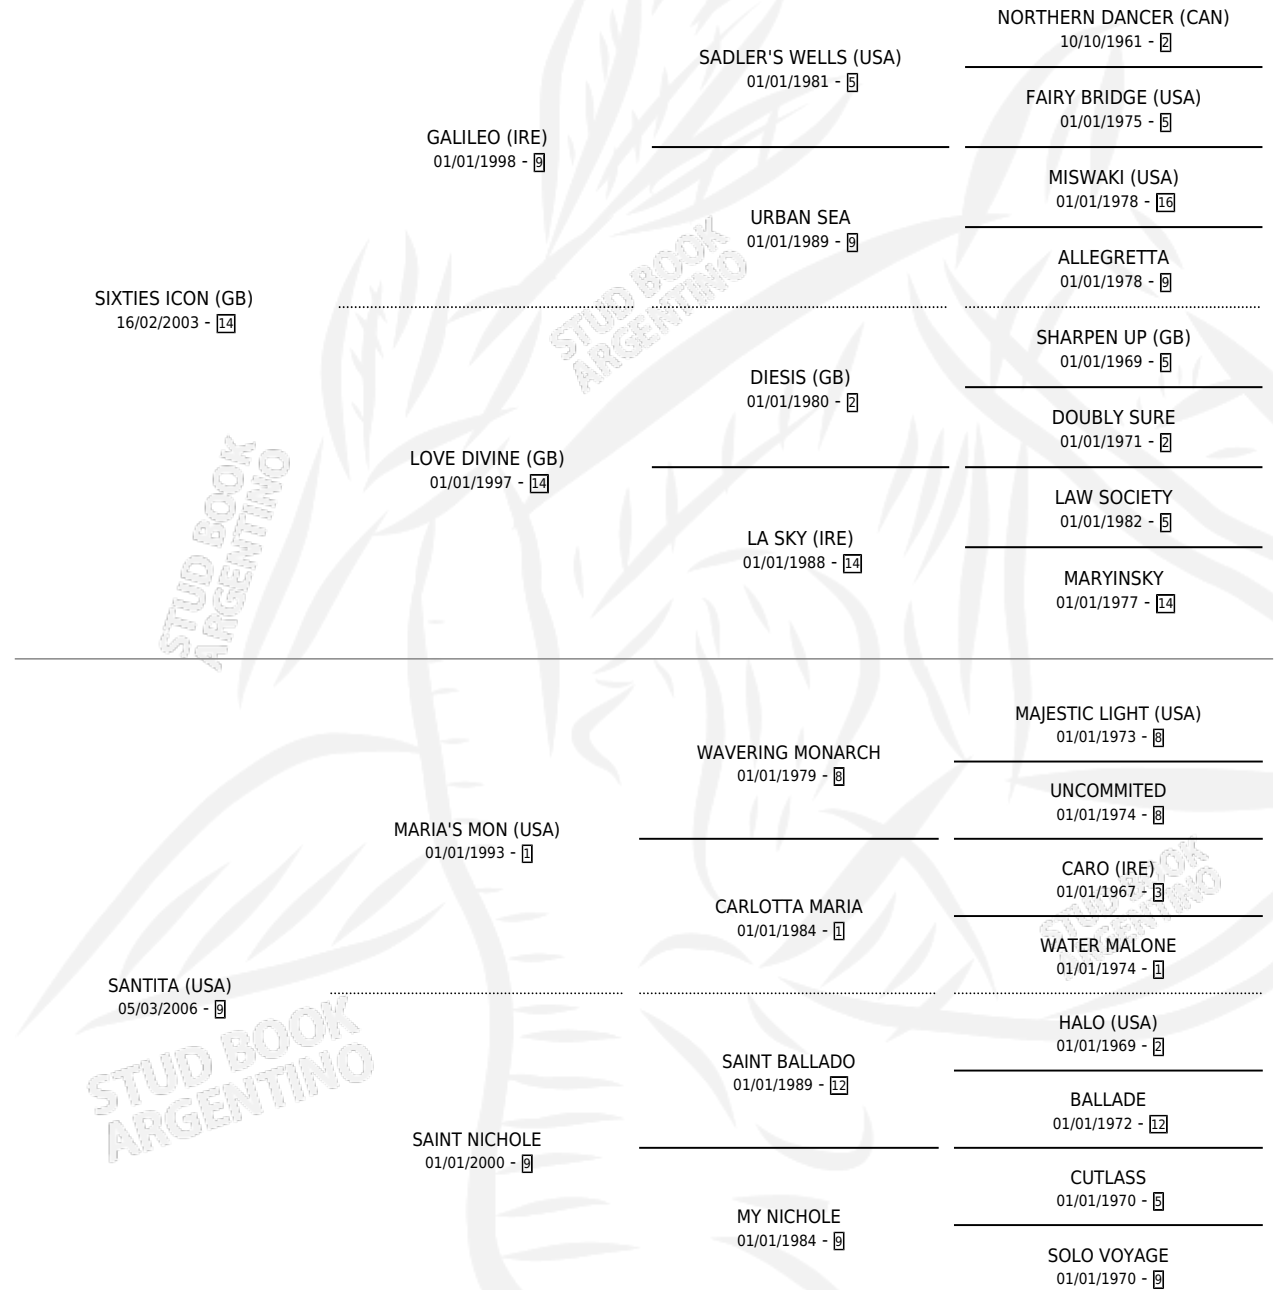 NORTHERN DANCER (CAN)
10/10/1961 - 2
SADLER'S WELLS (USA)
01/01/1981 - 5
FAIRY BRIDGE (USA)
01/01/1975 - 5
GALILEO (IRE)
01/01/1998 - 9
MISWAKI (USA)
01/01/1978 - 16
URBAN SEA
01/01/1989 - 9
ALLEGRETTA
01/01/1978 - 9
SIXTIES ICON (GB)
16/02/2003 - 14
SHARPEN UP (GB)
01/01/1969 - 5
DIESIS (GB)
01/01/1980 - 2
DOUBLY SURE
01/01/1971 - 2
LOVE DIVINE (GB)
01/01/1997 - 14
LAW SOCIETY
01/01/1982 - 5
LA SKY (IRE)
01/01/1988 - 14
MARYINSKY
01/01/1977 - 14
MAJESTIC LIGHT (USA)
01/01/1973 - 8
WAVERING MONARCH
01/01/1979 - 8
UNCOMMITED
01/01/1974 - 8
MARIA'S MON (USA)
01/01/1993 - 1
CARO (IRE)
01/01/1967 - 3
CARLOTTA MARIA
01/01/1984 - 1
WATER MALONE
01/01/1974 - 1
SANTITA (USA)
05/03/2006 - 9
HALO (USA)
01/01/1969 - 2
SAINT BALLADO
01/01/1989 - 12
BALLADE
01/01/1972 - 12
SAINT NICHOLE
01/01/2000 - 9
CUTLASS
01/01/1970 - 5
MY NICHOLE
01/01/1984 - 9
SOLO VOYAGE
01/01/1970 - 9
STUD BOOK
ARGENTINO
STUD BOOK
ARGENTINO
STUD BOOK
ARGENTINO
STUD BOOK
ARGENTINO